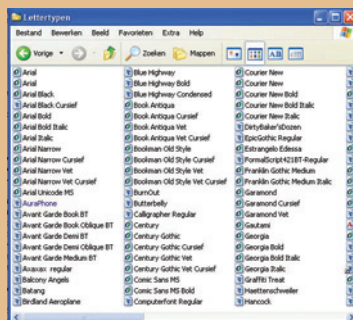 Lettertypen
Bestand Bewerken Beeld Favorieten Extra Help
Vorige Zoeken Mappen
Arial
Arial
Arial Black
Arial Black Cursief
Arial Bold
Arial Bold Italic
Arial Italic
Arial Narrow
Arial Narrow Cursief
Arial Narrow Vet
Arial Narrow Vet Cursief
Arial Unicode MS
AuraPhone
Avant Garde Book BT
Avant Garde Book Oblique BT
Avant Garde Demi BT
Avant Garde Demi Oblique BT
Avant Garde Medium BT
Axaxax regular
Balcony Angels
Batang
Birdland Aeroplane
Blue Highway
Blue Highway Bold
Blue Highway Condensed
Book Antiqua
Book Antiqua Cursief
Book Antiqua Vet
Book Antiqua Vet Cursief
Bookman Old Style
Bookman Old Style Cursief
Bookman Old Style Vet
Bookman Old Style Vet Cursief
BurnOut
Butterbelly
Calligrapher Regular
Century
Century Gothic
Century Gothic Cursief
Century Gothic Vet
Century Gothic Vet Cursief
Comic Sans MS
Comic Sans MS Bold
Computerfont Regular
Courier New
Courier New
Courier New Bold
Courier New Bold Italic
Courier New Italic
DirtyBaker'sDozen
EpicGothic Regular
Estrangelo Edessa
FormalScript421BT-Regular
Franklin Gothic Medium
Franklin Gothic Medium Italic
Garamond
Garamond Cursief
Garamond Vet
Gautami
Georgia
Georgia Bold
Georgia Bold Italic
Georgia Italic
Graffiti Treat
Haettenschweiler
Hancock